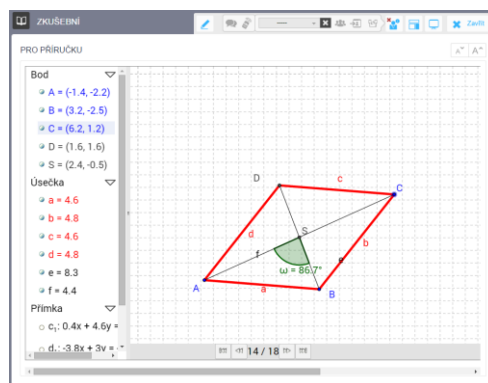 ZKUŠEBNÍ
Zavřít
PRO PŘÍRUČKU
A˅ A^
Bod
A = (-1.4, -2.2)
B = (3.2, -2.5)
C = (6.2, 1.2)
D = (1.6, 1.6)
S = (2.4, -0.5)
Úsečka
a = 4.6
b = 4.8
c = 4.6
d = 4.8
e = 8.3
f = 4.4
Přímka
c₁: 0.4x + 4.6y =
d₁: -3.8x + 3y =
D
c
C
d
S
b
f
e
ω = 86.7°
A
a
B
14 / 18